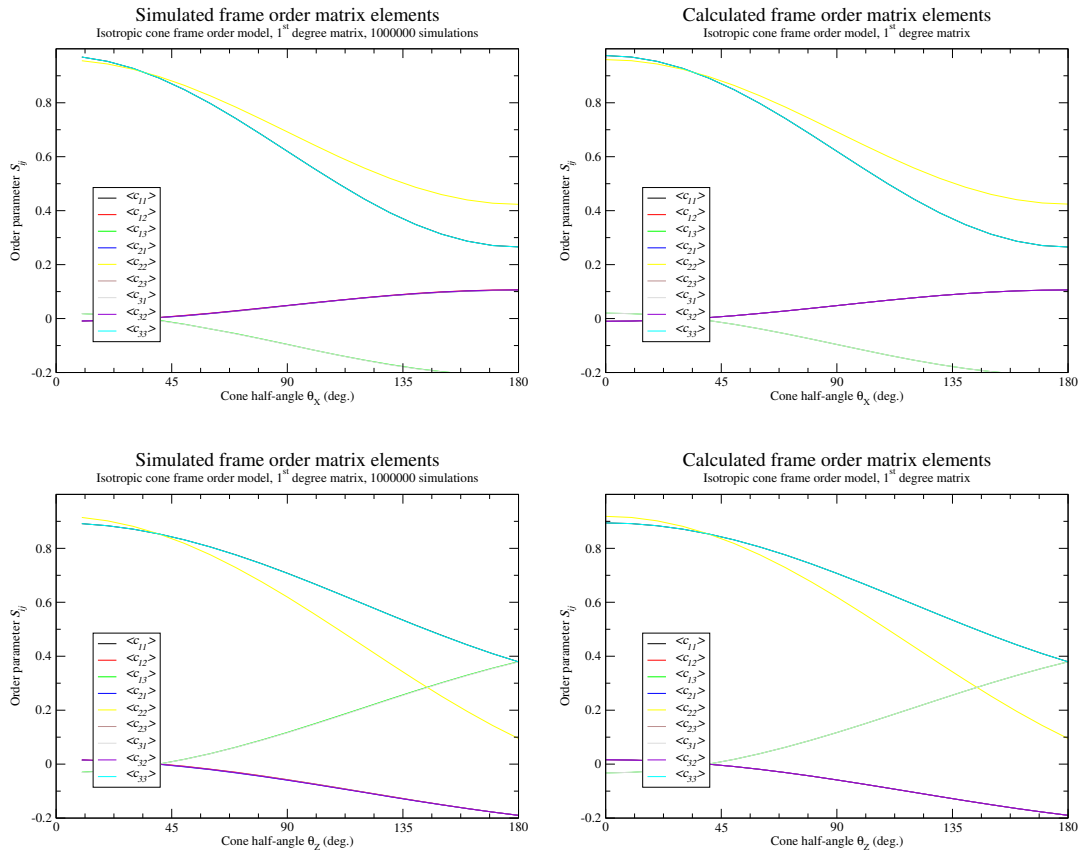 Simulated frame order matrix elements
Isotropic cone frame order model, 1st degree matrix, 1000000 simulations
Order parameter Sij
0.8
0.6
0.4
0.2
0
-0.2
<c11>
<c12>
<c13>
<c21>
<c22>
<c23>
<c31>
<c32>
<c33>
0 45 90 135 180
Cone half-angle θX (deg.)
Calculated frame order matrix elements
Isotropic cone frame order model, 1st degree matrix
Order parameter Sij
0.8
0.6
0.4
0.2
0
-0.2
<c11>
<c12>
<c13>
<c21>
<c22>
<c23>
<c31>
<c32>
<c33>
0 45 90 135 180
Cone half-angle θX (deg.)
Simulated frame order matrix elements
Isotropic cone frame order model, 1st degree matrix, 1000000 simulations
Order parameter Sij
0.8
0.6
0.4
0.2
0
-0.2
<c11>
<c12>
<c13>
<c21>
<c22>
<c23>
<c31>
<c32>
<c33>
0 45 90 135 180
Cone half-angle θZ (deg.)
Calculated frame order matrix elements
Isotropic cone frame order model, 1st degree matrix
Order parameter Sij
0.8
0.6
0.4
0.2
0
-0.2
<c11>
<c12>
<c13>
<c21>
<c22>
<c23>
<c31>
<c32>
<c33>
0 45 90 135 180
Cone half-angle θZ (deg.)